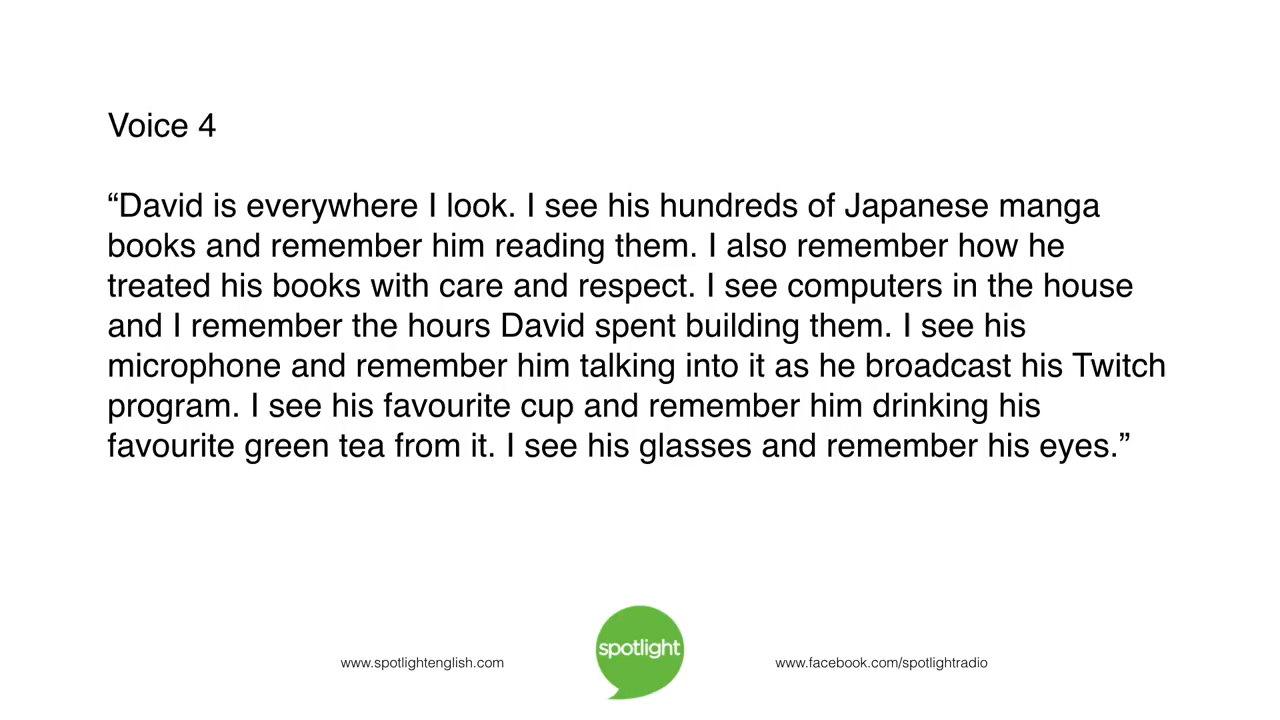 Voice 4
“David is everywhere I look. I see his hundreds of Japanese manga
books and remember him reading them. I also remember how he
treated his books with care and respect. I see computers in the house
and I remember the hours David spent building them. I see his
microphone and remember him talking into it as he broadcast his Twitch
program. I see his favourite cup and remember him drinking his
favourite green tea from it. I see his glasses and remember his eyes.”
www.spotlightenglish.com
spotlight
www.facebook.com/spotlightradio